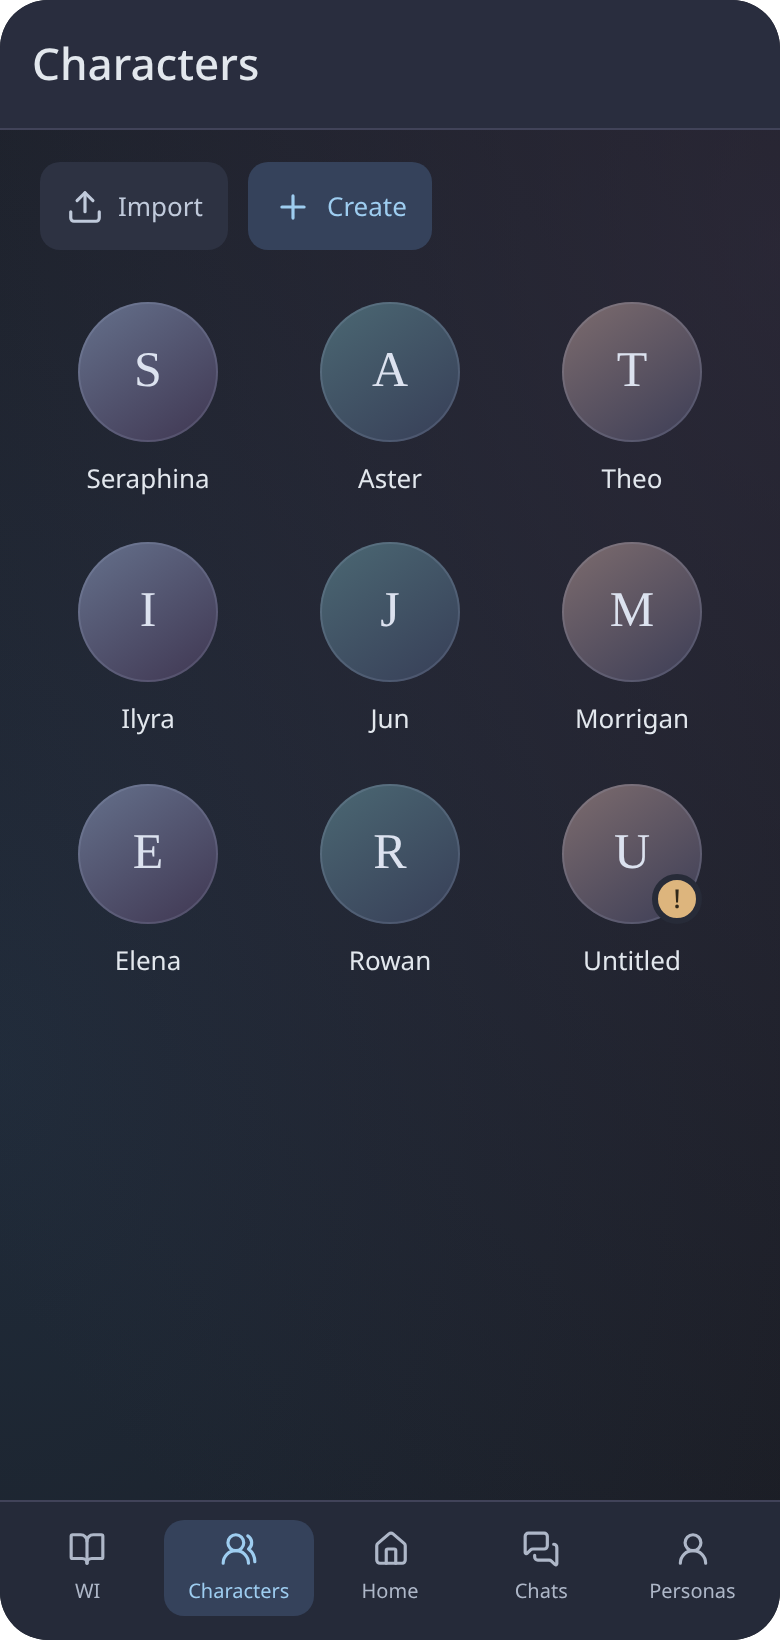 Characters
Import Create
S A T
Seraphina Aster Theo
I J M
Ilyra Jun Morrigan
E R U
!
Elena Rowan Untitled
WI Characters Home Chats Personas